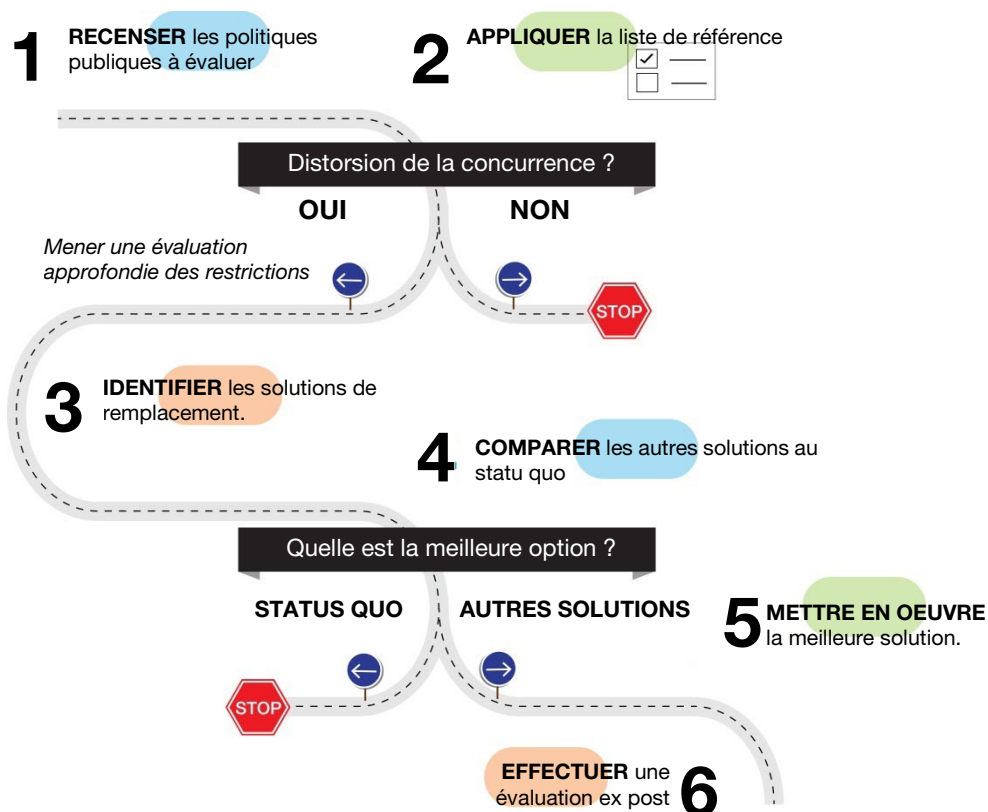 1
RECENSER les politiques
publiques à évaluer
2
APPLIQUER la liste de référence
Distorsion de la concurrence ?
OUI
NON
Mener une évaluation
approfondie des restrictions
STOP
3
IDENTIFIER les solutions de
remplacement.
4
COMPARER les autres solutions au
statu quo
Quelle est la meilleure option ?
STATUS QUO
AUTRES SOLUTIONS
5
METTRE EN OEUVRE
la meilleure solution.
STOP
EFFECTUER une
évaluation ex post
6